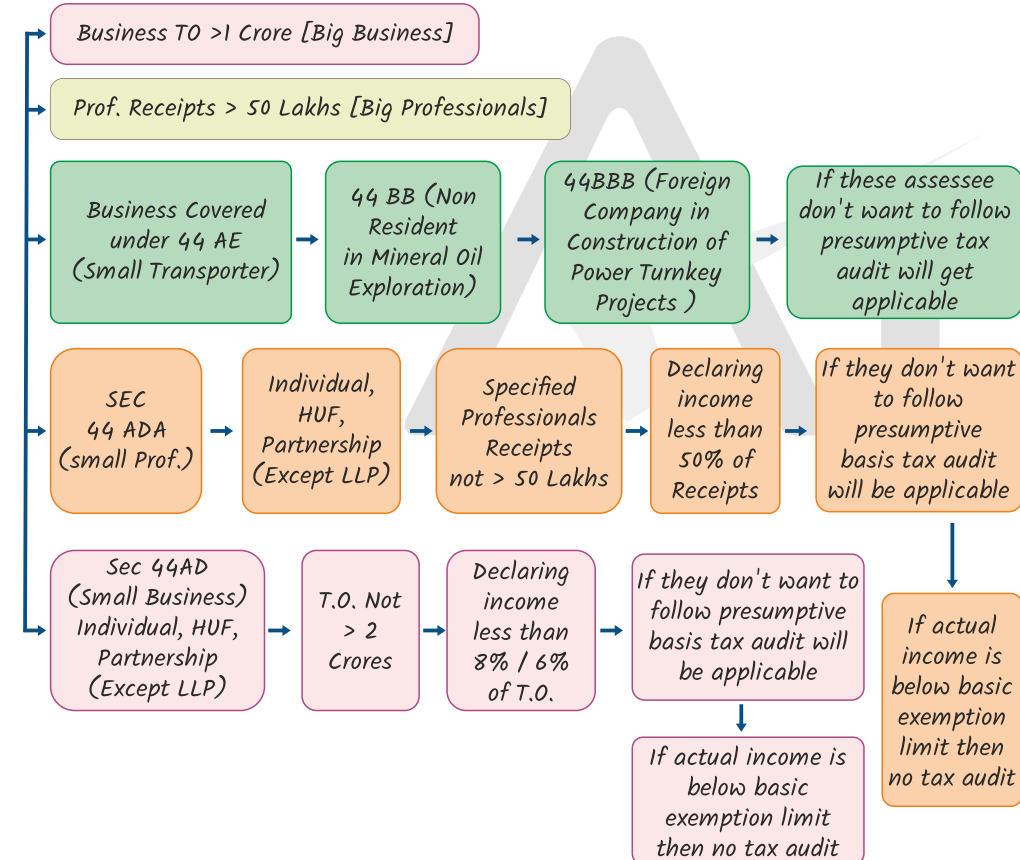 Business TO >1 Crore [Big Business]
Prof. Receipts > 50 Lakhs [Big Professionals]
Business Covered
under 44 AE
(Small Transporter)
44 BB (Non
Resident
in Mineral Oil
Exploration)
44BBB (Foreign
Company in
Construction of
Power Turnkey
Projects )
If these assessee
don't want to follow
presumptive tax
audit will get
applicable
SEC
44 ADA
(small Prof.)
Individual,
HUF,
Partnership
(Except LLP)
Specified
Professionals
Receipts
not > 50 Lakhs
Declaring
income
less than
50% of
Receipts
If they don't want
to follow
presumptive
basis tax audit
will be applicable
If actual
income is
below basic
exemption
limit then
no tax audit
Sec 44AD
(Small Business)
Individual, HUF,
Partnership
(Except LLP)
T.O. Not
> 2
Crores
Declaring
income
less than
8% / 6%
of T.O.
If they don't want to
follow presumptive
basis tax audit will
be applicable
If actual income is
below basic
exemption limit
then no tax audit